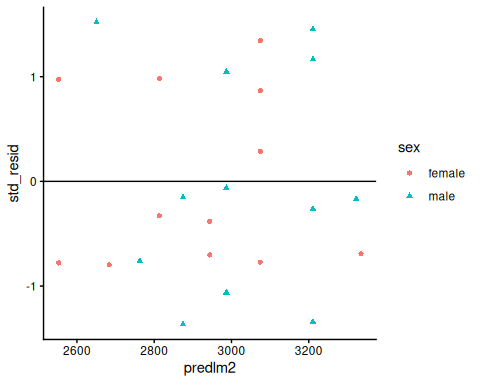 1
0
-1
std_resid
2600 2800 3000 3200
predlm2
sex
female
male